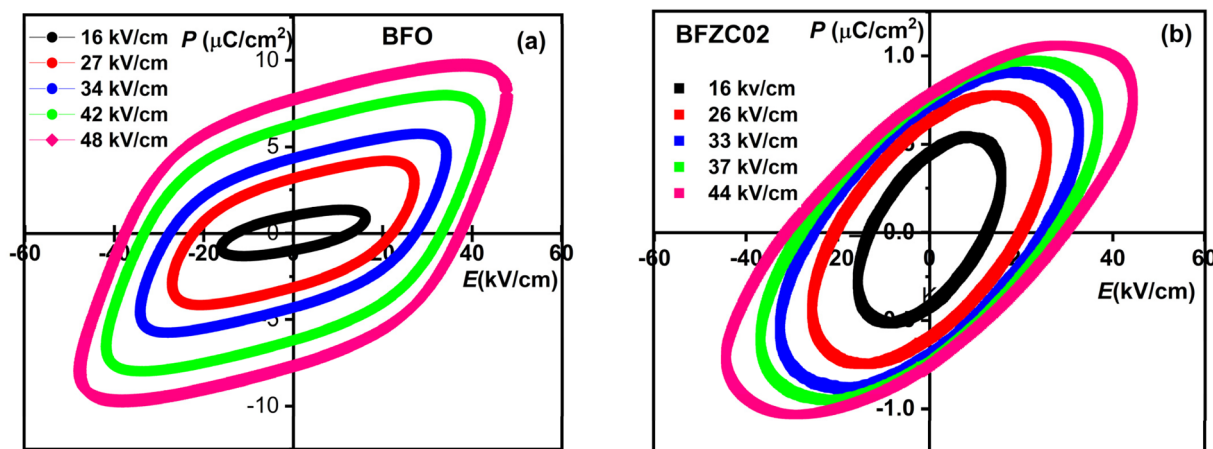 P (μC/cm²)
BFO
(a)
16 kV/cm
27 kV/cm
34 kV/cm
42 kV/cm
48 kV/cm
10
5
-60
-40
-20
0
20
40
60
E(kV/cm)
5
-10
P (μC/cm²)
BFZC02
(b)
16 kv/cm
26 kV/cm
33 kV/cm
37 kV/cm
44 kV/cm
1.0
-60
-40
-20
0.0
0
20
40
60
E(kV/cm)
-1.0